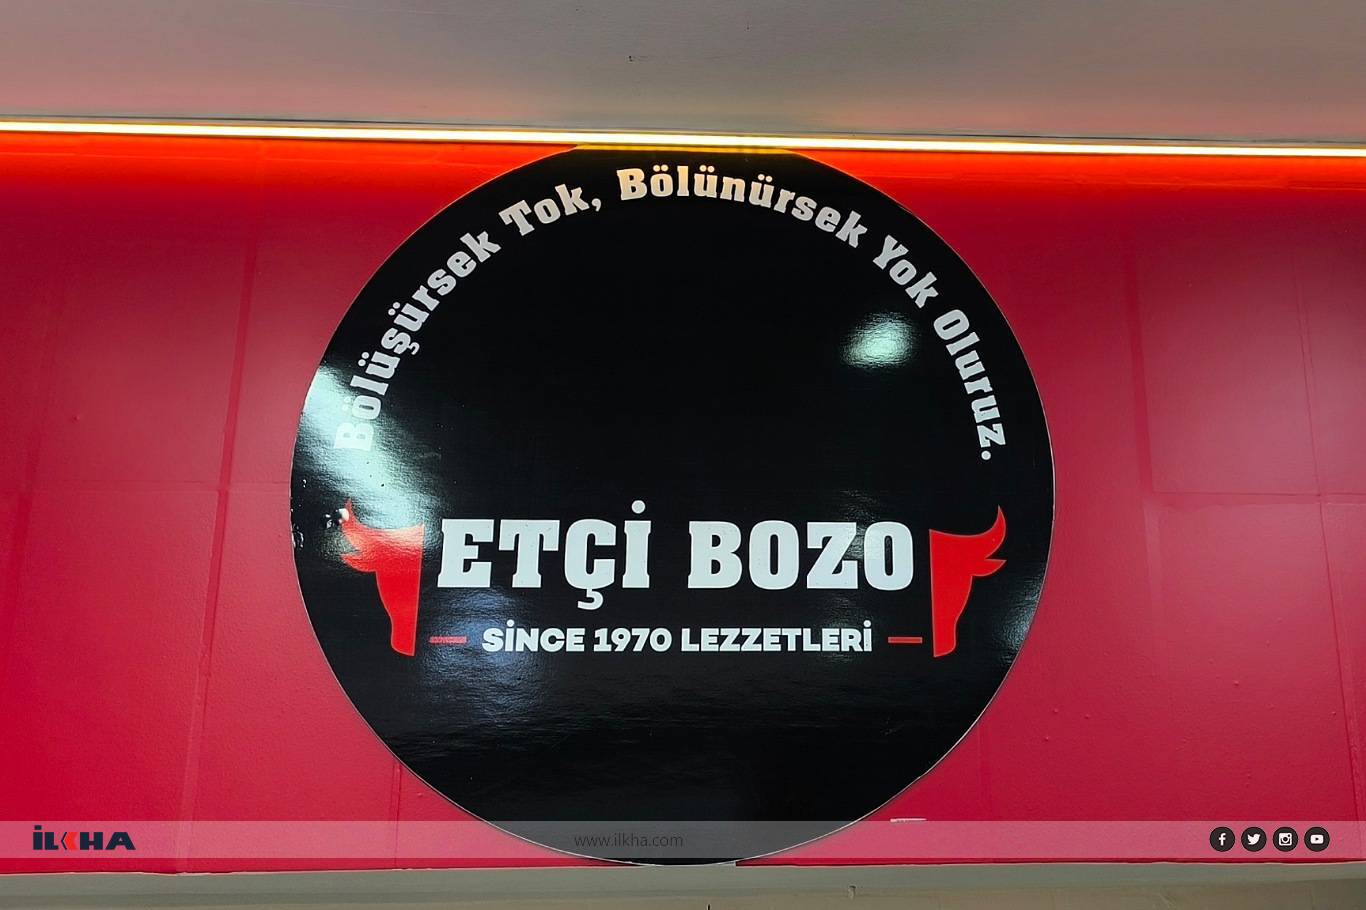 Bölüşürsek Tok, Bölünürsek Yok Oluruz.
ETÇİ BOZO
SİNCE 1970 LEZZETLERİ
İLKHA
www.ilkha.com